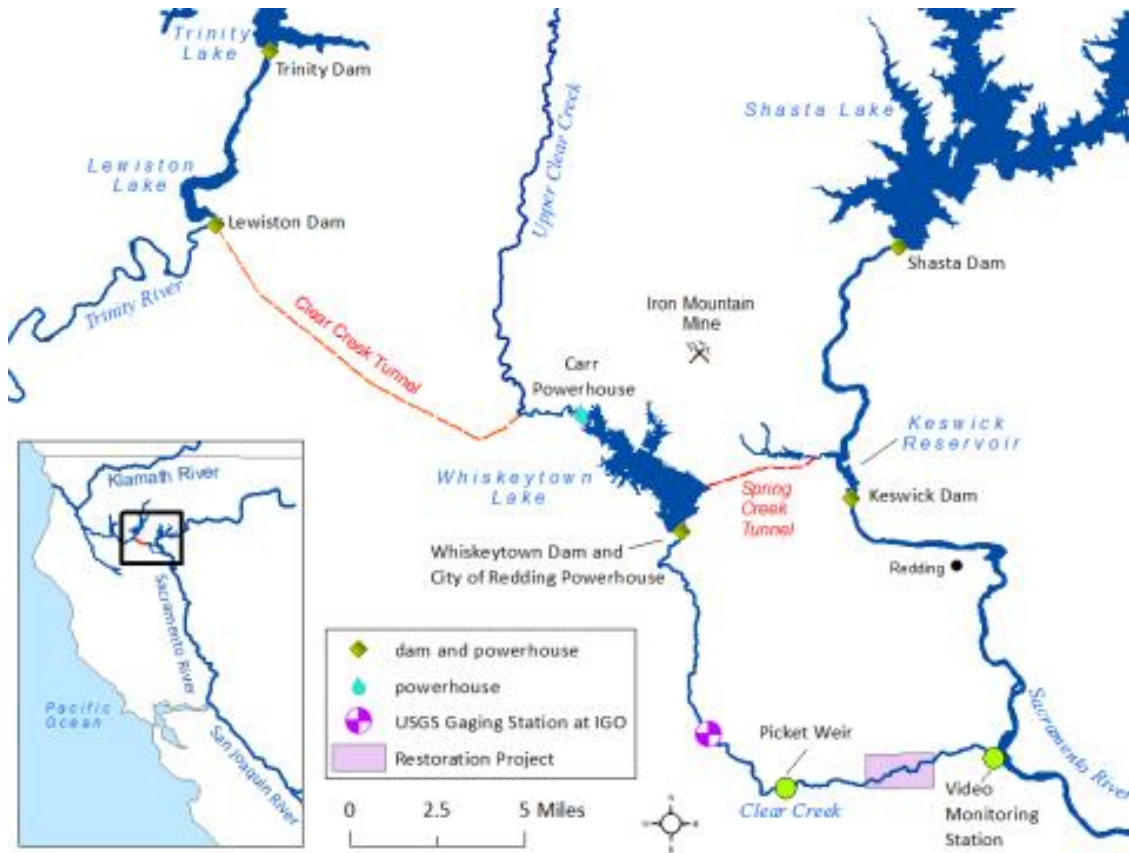 Trinity
Lake
Trinity Dam
Lewiston
Lake
Lewiston Dam
Trinity River
Clear Creek Tunnel
Upper Clear Creek
Shasta Lake
Shasta Dam
Iron Mountain
Mine
Carr
Powerhouse
Keswick
Reservoir
Whiskeytown
Lake
Spring
Creek
Tunnel
Keswick Dam
Whiskeytown Dam and
City of Redding Powerhouse
Redding
Klamath River
Sacramento River
San Joaquin River
Pacific
Ocean
dam and powerhouse
powerhouse
USGS Gaging Station at IGO
Restoration Project
0 2.5 5 Miles
Picket Weir
Clear Creek
Video
Monitoring
Station
Sacramento River